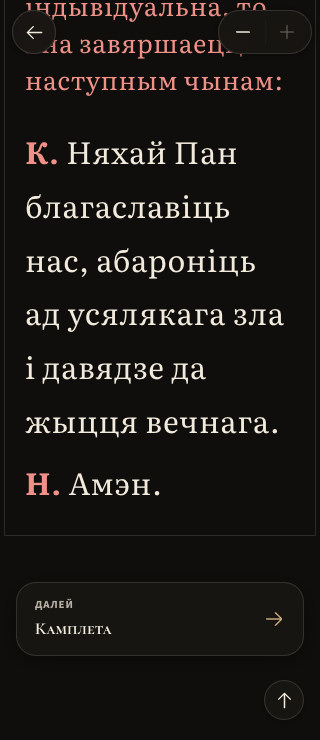 індывідуальна, то
завяршаецца
наступным чынам:
К. Няхай Пан
благаславіць
нас, абароніць
ад усялякага зла
і давядзе да
жыцця вечнага.
Н. Амэн.
ДАЛЕЙ
Камплета